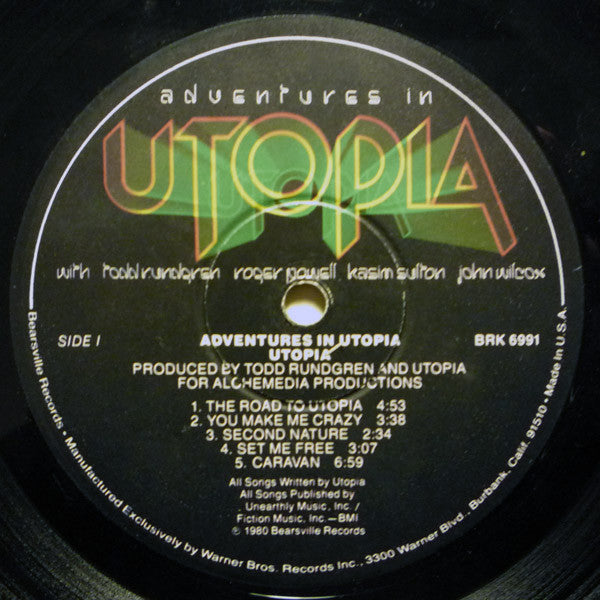 adventures in
UTOPIA
with todd rundgren roger powell kasim sulton john wilcox
SIDE I
ADVENTURES IN UTOPIA
BRK 6991
UTOPIA
PRODUCED BY TODD RUNDGREN AND UTOPIA
FOR ALCHEMEDIA PRODUCTIONS
1. THE ROAD TO UTOPIA 4:53
2. YOU MAKE ME CRAZY 3:38
3. SECOND NATURE 2:34
4. SET ME FREE 3:07
5. CARAVAN 6:59
All Songs Written by Utopia
All Songs Published by
Unearthly Music, Inc. /
Fiction Music, Inc.—BMI
℗ 1980 Bearsville Records
Bearsville Records • Manufactured Exclusively by Warner Bros. Records Inc., 3300 Warner Blvd., Burbank, Calif. 91510 • Made in U.S.A.